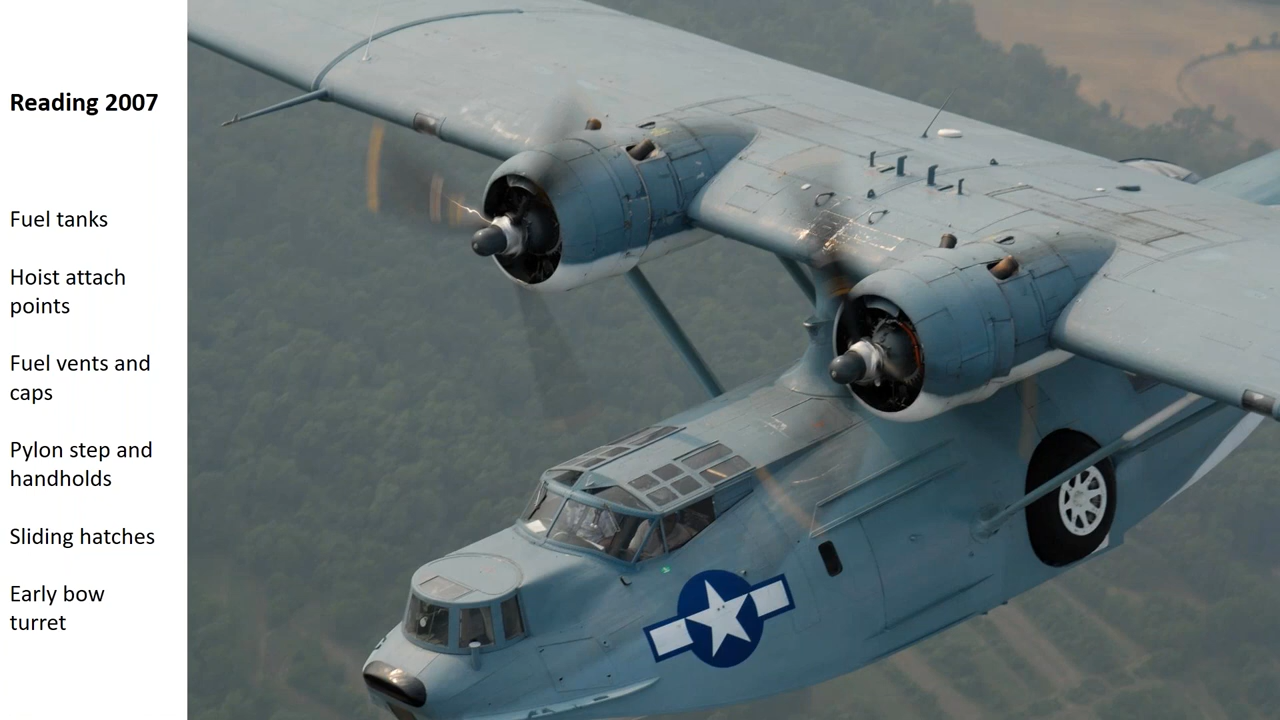 Reading 2007
Fuel tanks
Hoist attach
points
Fuel vents and
caps
Pylon step and
handholds
Sliding hatches
Early bow
turret